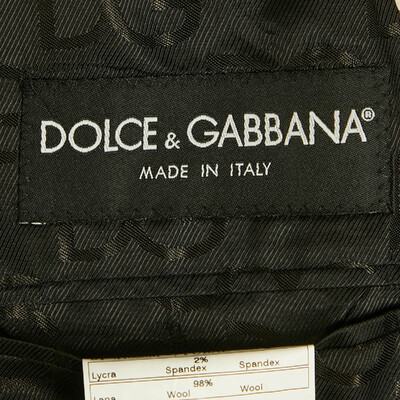 DOLCE & GABBANA®
MADE IN ITALY
2%
Lycra Spandex Spandex
98%
Lana Wool Wool